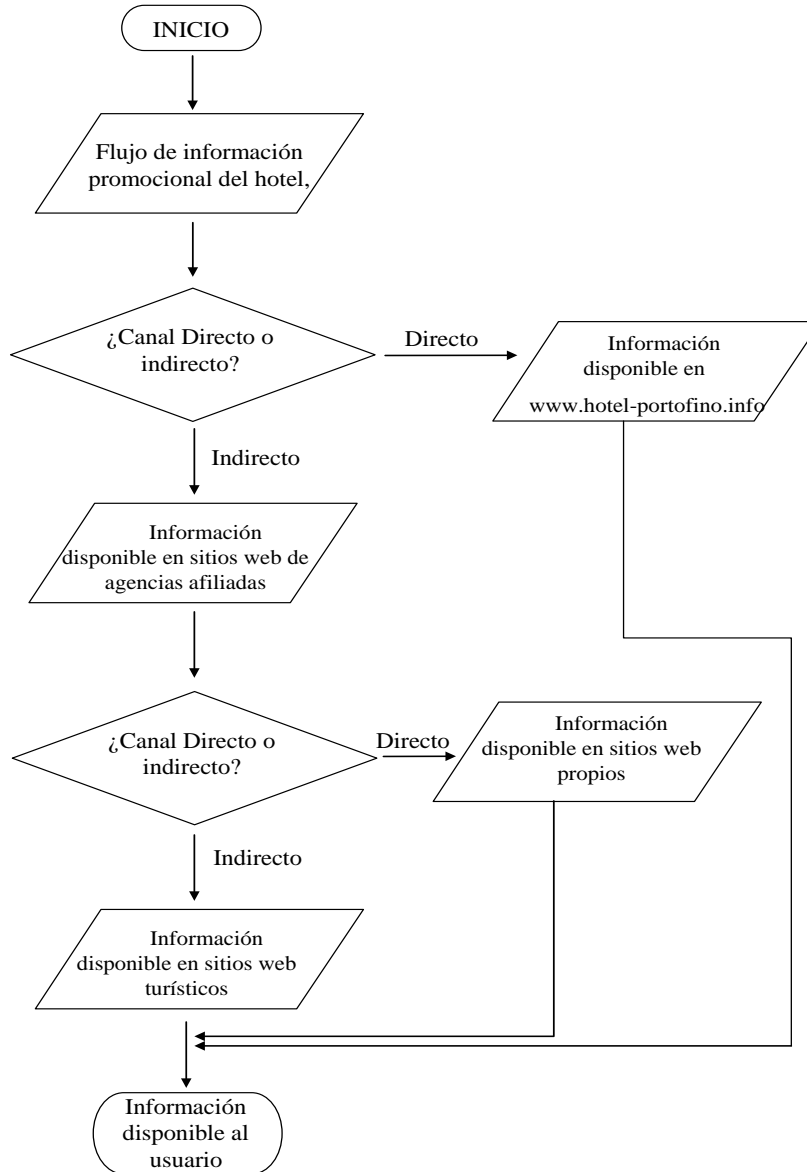 INICIO
Flujo de información
promocional del hotel,
¿Canal Directo o
indirecto?
Directo
Información
disponible en
www.hotel-portofino.info
Indirecto
Información
disponible en sitios web de
agencias afiliadas
¿Canal Directo o
indirecto?
Directo
Información
disponible en sitios web
propios
Indirecto
Información
disponible en sitios web
turísticos
Información
disponible al
usuario